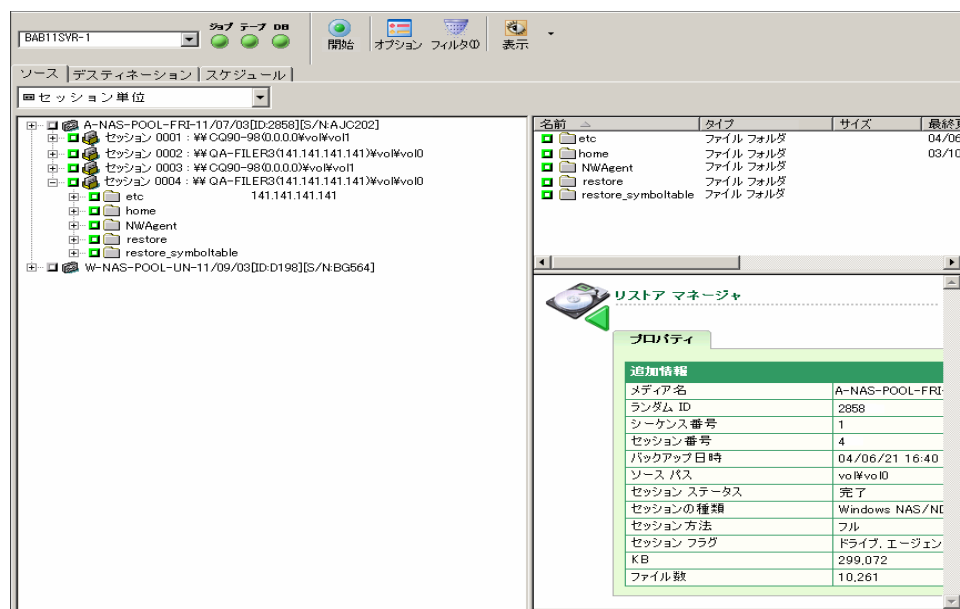 ジョブ テープ DB
BAB11SVR-1
開始 オプション フィルタ① 表示
ソース デスティネーション スケジュール
セッション単位
A-NAS-POOL-FRI-11/07/03[ID:2858][S/N:AJC202]
セッション 0001 : ¥¥ CQ90-98(0.0.0.0)¥vol¥vol1
セッション 0002 : ¥¥ QA-FILER3(141.141.141.141)¥vol¥vol0
セッション 0003 : ¥¥ CQ90-98(0.0.0.0)¥vol¥vol1
セッション 0004 : ¥¥ QA-FILER3(141.141.141.141)¥vol¥vol0
etc 141.141.141.141
home
NWAgent
restore
restore_symboltable
W-NAS-POOL-UN-11/09/03[ID:D198][S/N:BG564]
名前 タイプ サイズ 最終
etc ファイル フォルダ 04/06
home ファイル フォルダ 03/10
NWAgent ファイル フォルダ
restore ファイル フォルダ
restore_symboltable ファイル フォルダ
リストア マネージャ
プロパティ
追加情報
メディア名 A-NAS-POOL-FRI-
ランダム ID 2858
シーケンス番号 1
セッション番号 4
バックアップ日時 04/06/21 16:40
ソース パス vol¥vol0
セッション ステータス 完了
セッションの種類 Windows NAS/ND
セッション方法 フル
セッション フラグ ドライブ, エージェン
KB 299,072
ファイル数 10,261